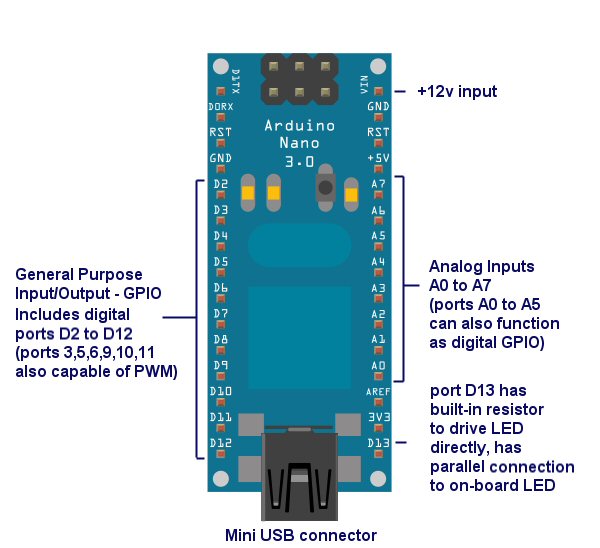 D1TX
VIN
+12v input
D0RX
GND
Arduino
Nano
3.0
RST
RST
GND
+5V
D2
A7
D3
A6
D4
A5
D5
A4
D6
A3
D7
A2
D8
A1
D9
A0
D10
AREF
D11
3V3
D12
D13
General Purpose
Input/Output - GPIO
Includes digital
ports D2 to D12
(ports 3,5,6,9,10,11
also capable of PWM)
Analog Inputs
A0 to A7
(ports A0 to A5
can also function
as digital GPIO)
port D13 has
built-in resistor
to drive LED
directly, has
parallel connection
to on-board LED
Mini USB connector